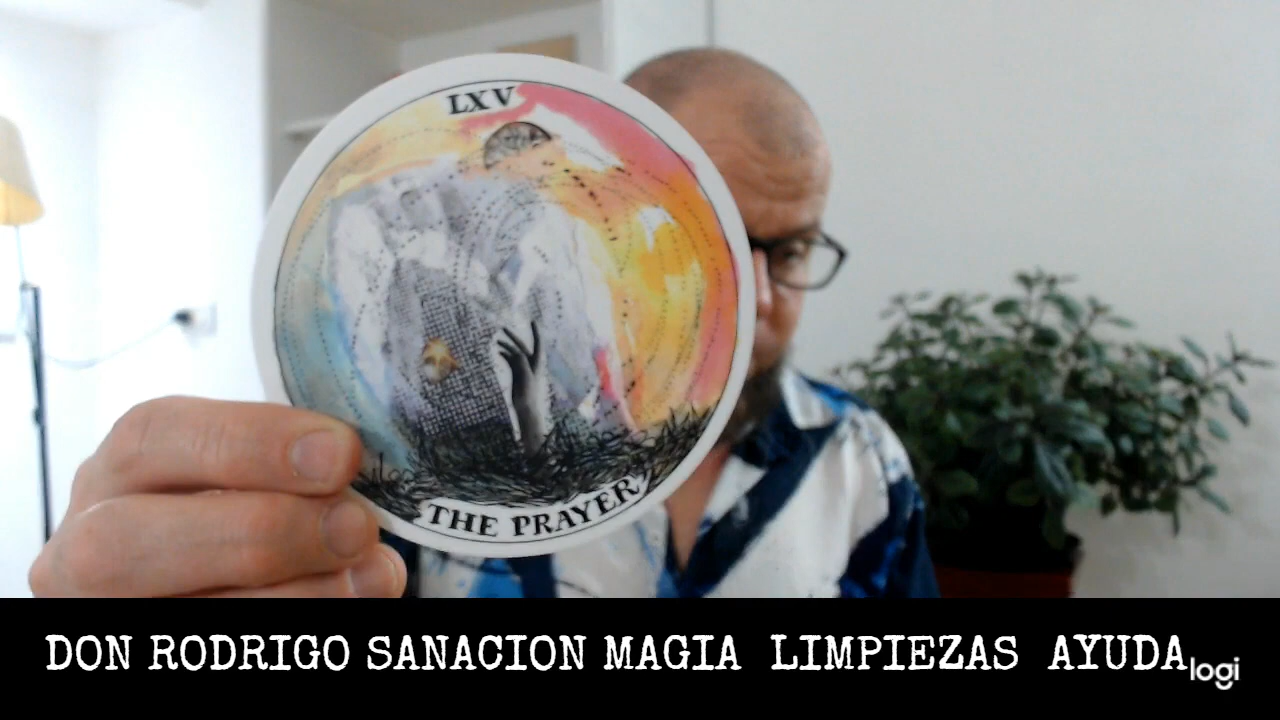 LXV
THE PRAYER
DON RODRIGO SANACION MAGIA LIMPIEZAS AYUDA
logi